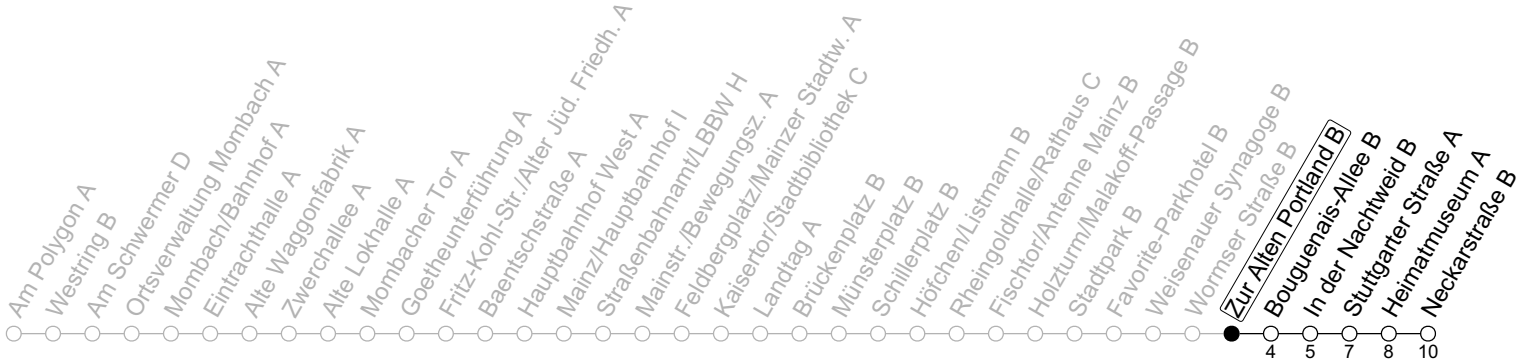 Am Polygon A
Westring B
Am Schwermer D
Ortsverwaltung Mombach A
Mombach/Bahnhof A
Eintrachthalle A
Alte Waggonfabrik A
Zwerchallee A
Alte Lokhalle A
Mombacher Tor A
Goetheunterführung A
Fritz-Kohl-Str./Alter Jüd. Friedh. A
Baentschstraße A
Hauptbahnhof West A
Mainz/Hauptbahnhof I
Straßenbahnamt/LBBW H
Mainstr./Bewegungsz. A
Feldbergplatz/Mainzer Stadtw. A
Kaisertor/Stadtbibliothek C
Landtag A
Brückenplatz B
Münsterplatz B
Schillerplatz B
Höfchen/Listmann B
Rheingoldhalle/Rathaus C
Fischtor/Antenne Mainz B
Holzturm/Malakoff-Passage B
Stadtpark B
Favorite-Parkhotel B
Weisenauer Synagoge B
Wormser Straße B
Zur Alten Portland B
Bouguenais-Allee B
In der Nachtweid B
Stuttgarter Straße A
Heimatmuseum A
Neckarstraße B
4 5 7 8 10